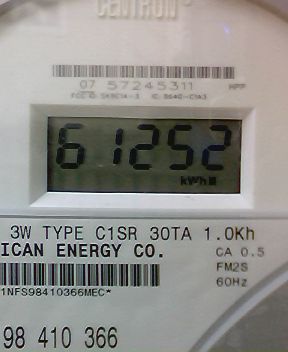 CENTRON
07 57245311 HPP
61252
kWh
3W TYPE C1SR 30TA 1.0Kh
ICAN ENERGY CO. CA 0.5
FM2S
60Hz
1NFS98410366MEC*
98 410 366